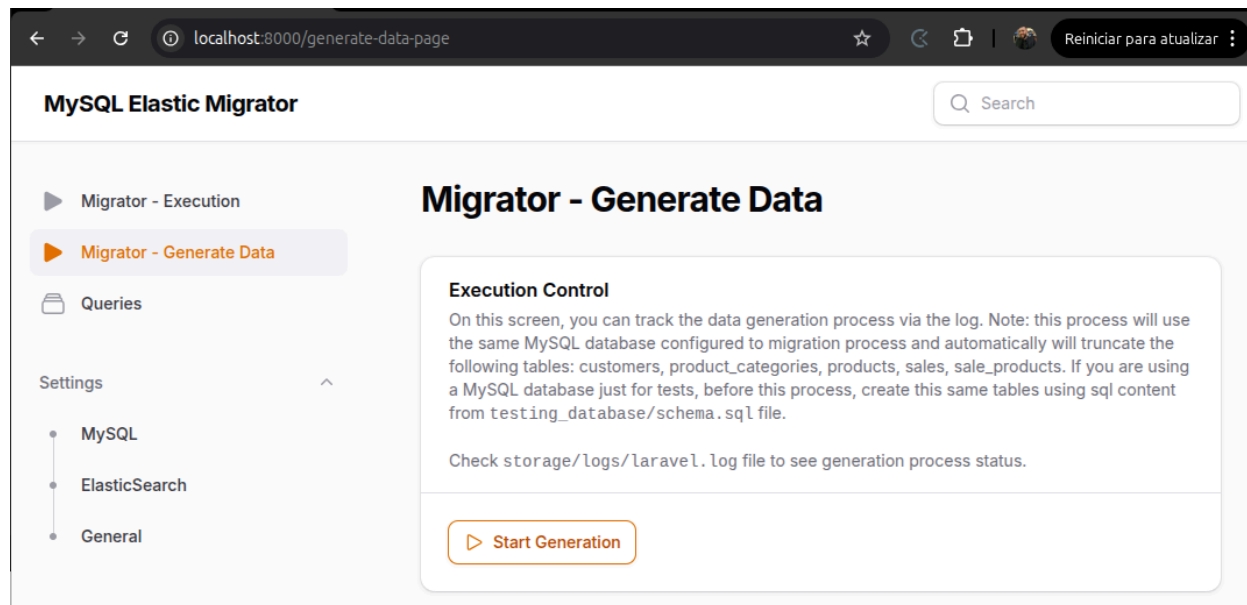 localhost:8000/generate-data-page
Reiniciar para atualizar
MySQL Elastic Migrator
Search
Migrator - Execution
Migrator - Generate Data
Queries
Settings
MySQL
ElasticSearch
General
Migrator - Generate Data
Execution Control
On this screen, you can track the data generation process via the log. Note: this process will use
the same MySQL database configured to migration process and automatically will truncate the
following tables: customers, product_categories, products, sales, sale_products. If you are using
a MySQL database just for tests, before this process, create this same tables using sql content
from testing_database/schema.sql file.
Check storage/logs/laravel.log file to see generation process status.
Start Generation